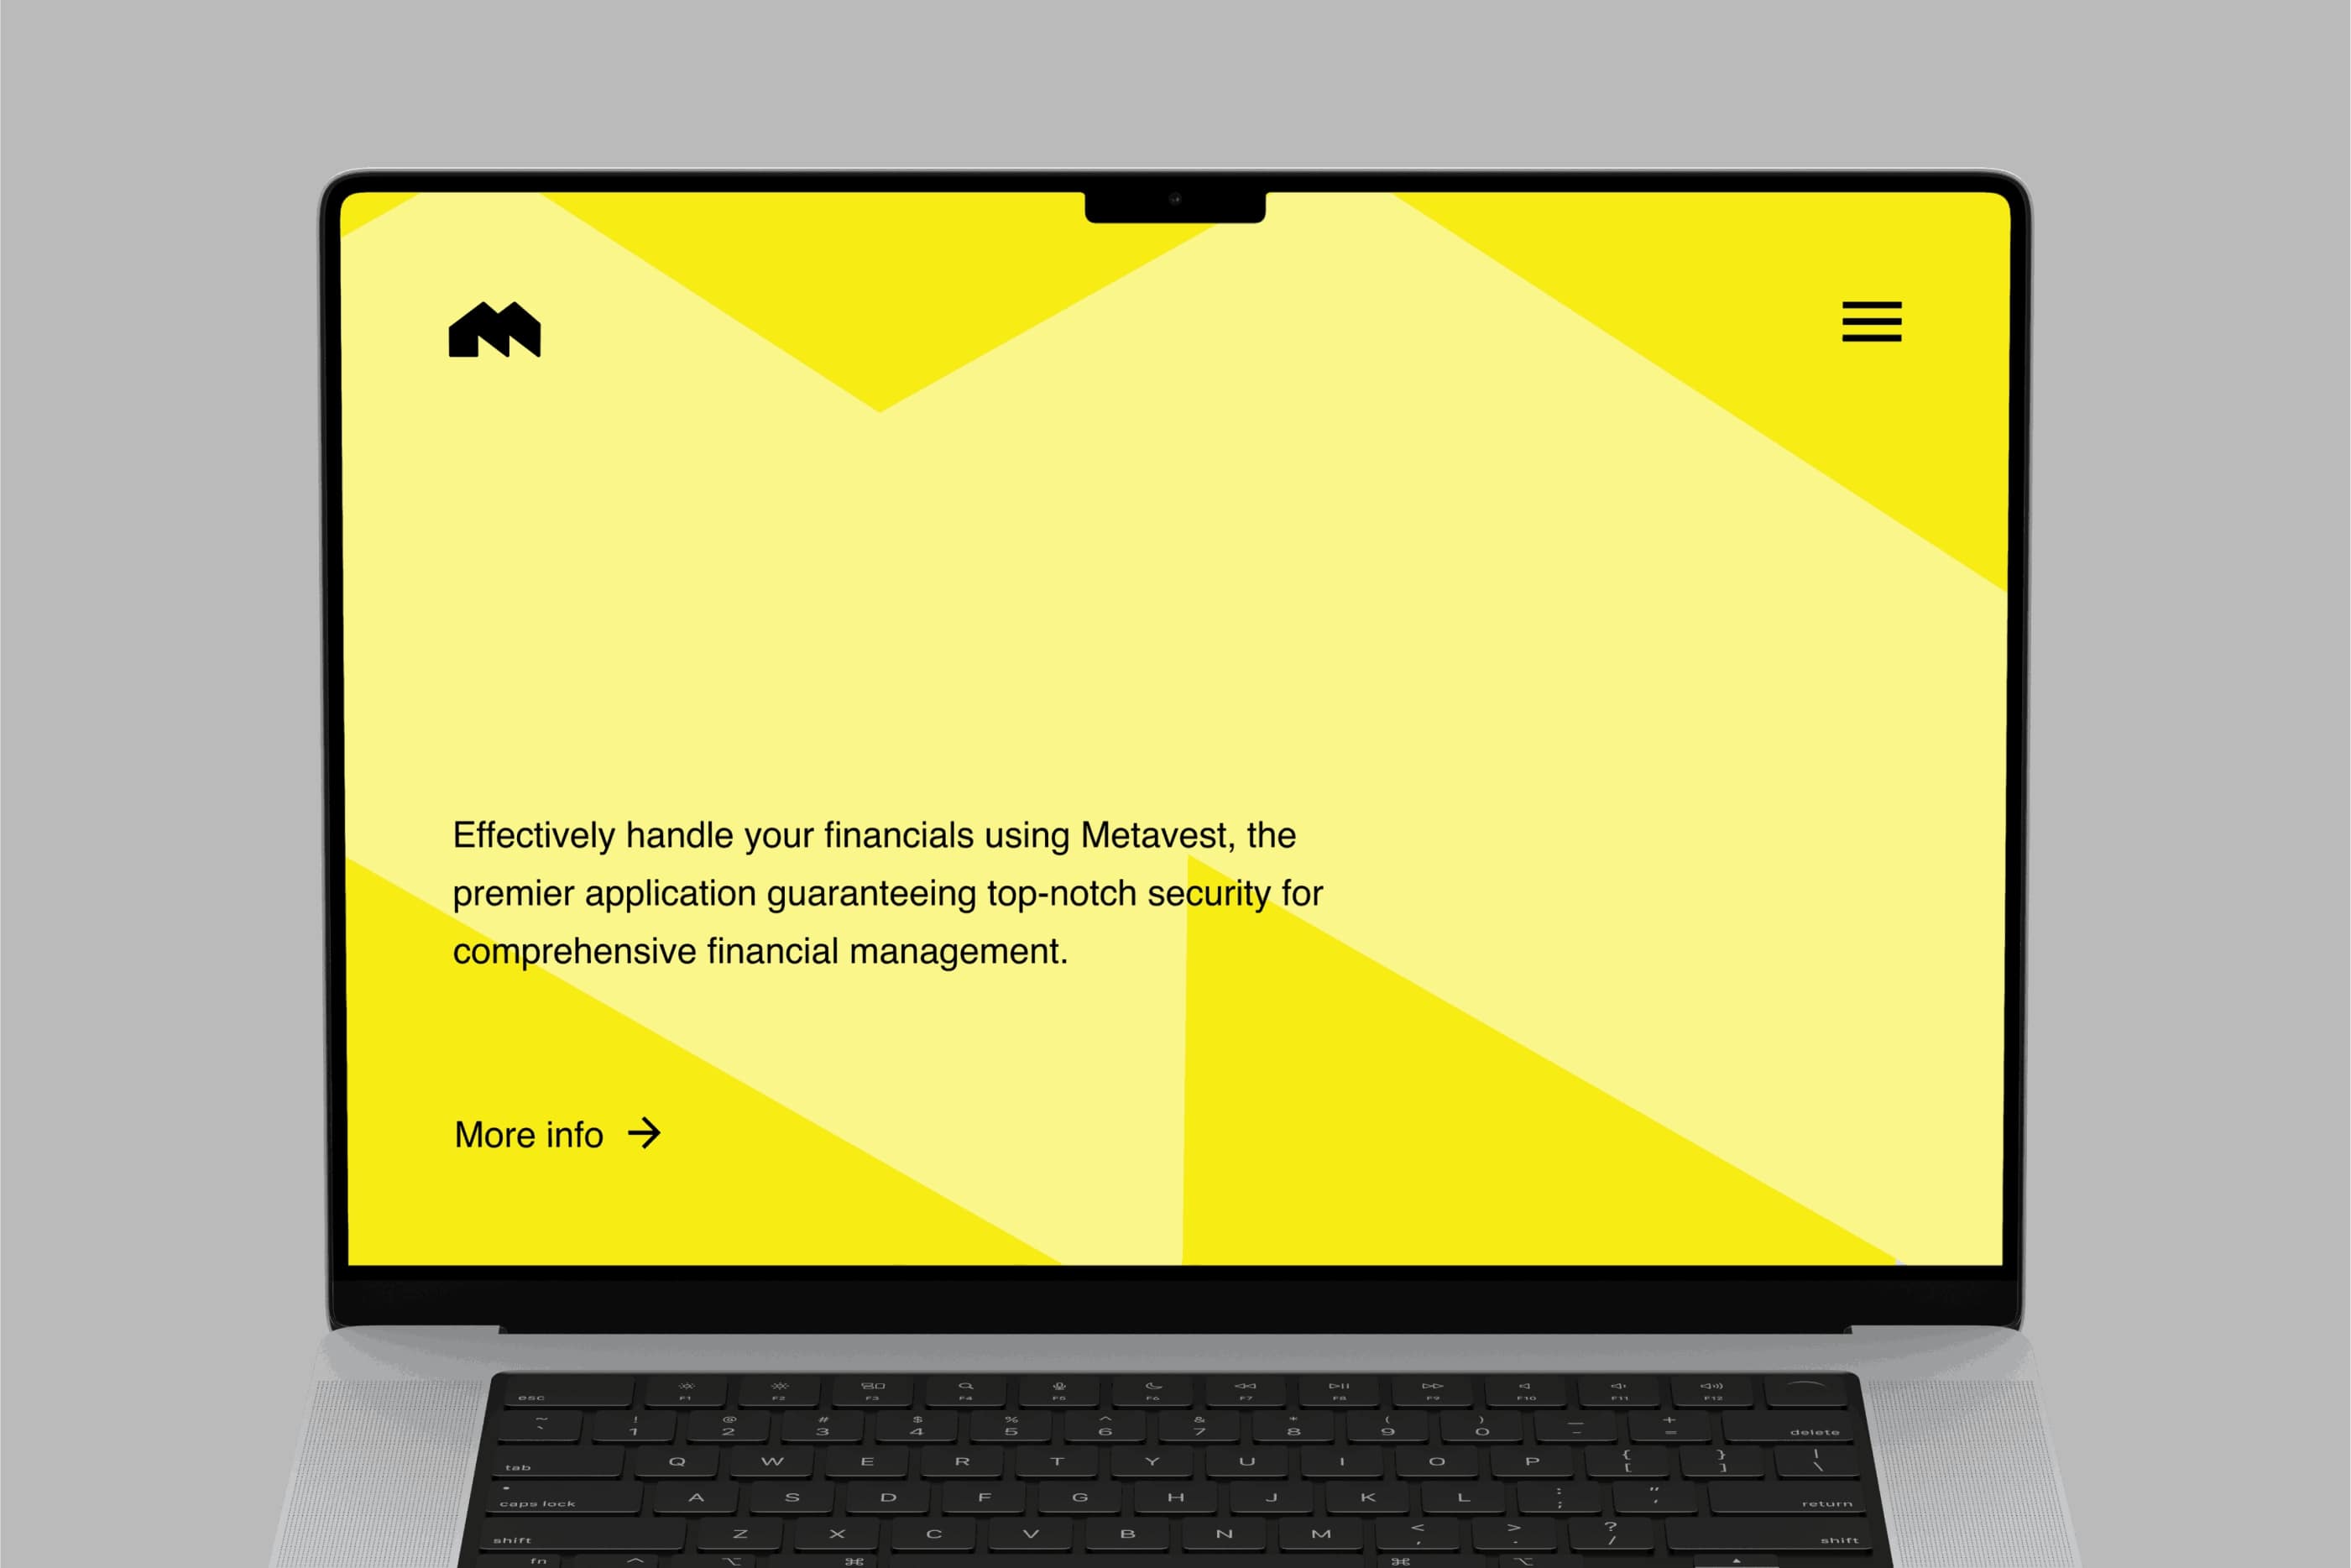 Effectively handle your financials using Metavest, the
premier application guaranteeing top-notch security for
comprehensive financial management.
More info →
esc F1 F2 F3 F4 F5 F6 F7 F8 F9 F10 F11 F12
~ ! @ # $ % ^ & * ( ) — +
` 1 2 3 4 5 6 7 8 9 0 - = delete
tab Q W E R T Y U I O P { [ } ] | \
caps lock A S D F G H J K L : ; " ' return
shift Z X C V B N M < , > . ? / shift
fn ^ ⌥ ⌘ ⌘ ⌥